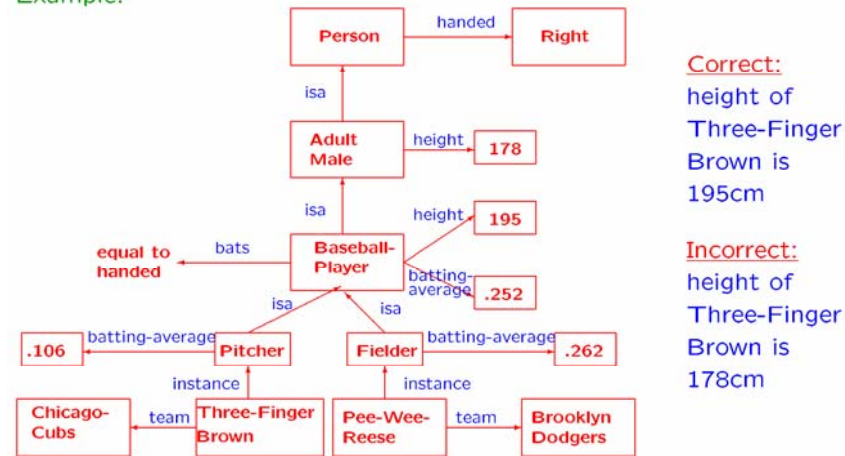 Example:
handed
Person
Right
isa
Adult
Male
height
178
isa
height
195
equal to
handed
bats
Baseball-
Player
batting-
average
.252
isa
isa
.106
batting-average
Pitcher
Fielder
batting-average
.262
instance
instance
Chicago-
Cubs
team
Three-Finger
Brown
Pee-Wee-
Reese
team
Brooklyn
Dodgers
Correct:
height of
Three-Finger
Brown is
195cm
Incorrect:
height of
Three-Finger
Brown is
178cm